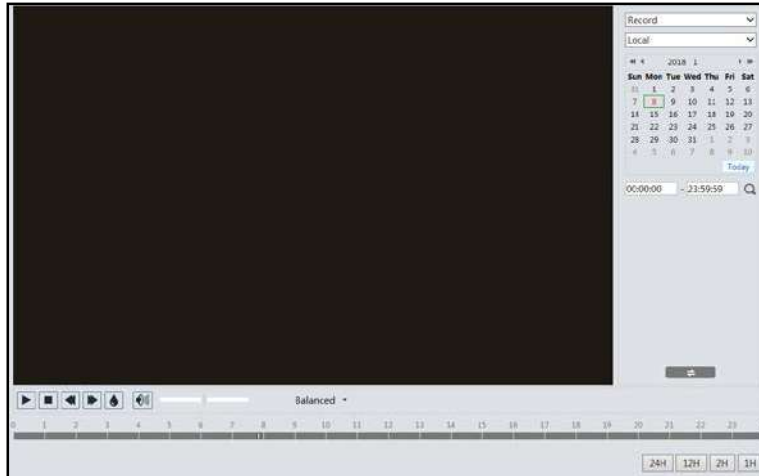 Record
Local
2018 1
Sun Mon Tue Wed Thu Fri Sat
31 1 2 3 4 5 6
7 8 9 10 11 12 13
14 15 16 17 18 19 20
21 22 23 24 25 26 27
28 29 30 31 1 2 3
4 5 6 7 8 9 10
Today
00:00:00 - 23:59:59
Balanced
0 1 2 3 4 5 6 7 8 9 10 11 12 13 14 15 16 17 18 19 20 21 22 23
24H 12H 2H 1H